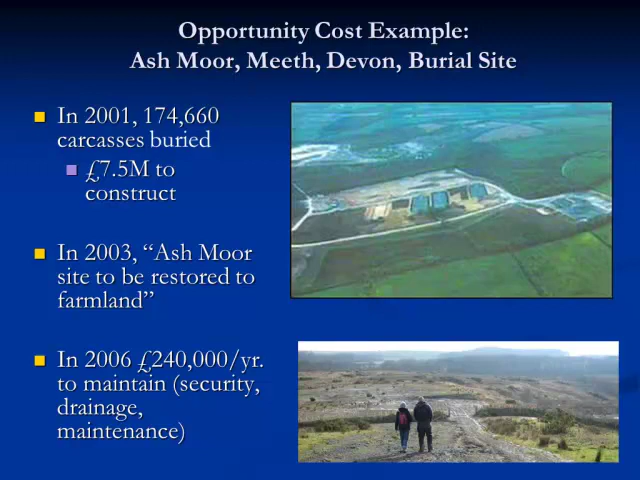 Opportunity Cost Example:
Ash Moor, Meeth, Devon, Burial Site
In 2001, 174,660
carcasses buried
£7.5M to
construct
In 2003, “Ash Moor
site to be restored to
farmland”
In 2006 £240,000/yr.
to maintain (security,
drainage,
maintenance)